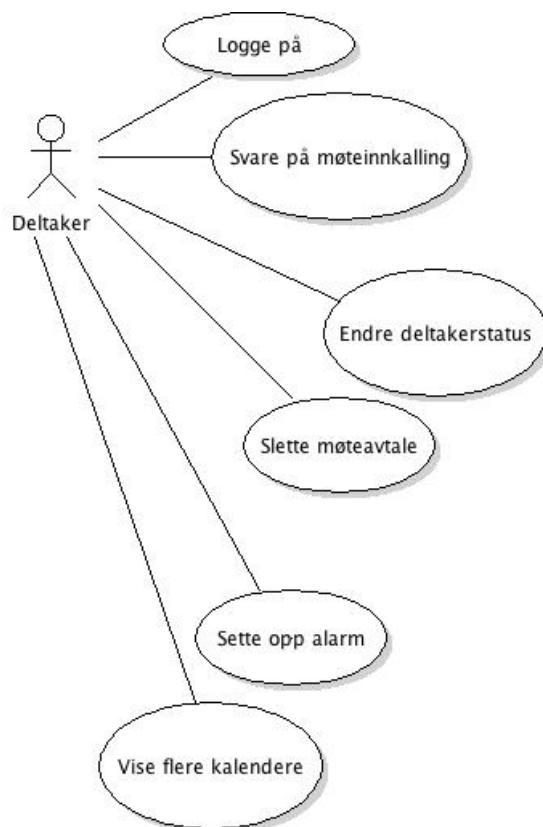 Logge på
Svare på møteinnkalling
Deltaker
Endre deltakerstatus
Slette møteavtale
Sette opp alarm
Vise flere kalendere